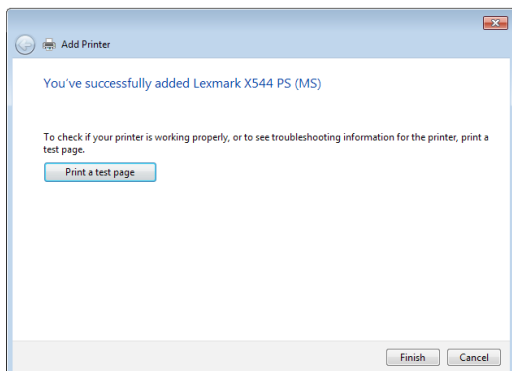 Add Printer
You've successfully added Lexmark X544 PS (MS)
To check if your printer is working properly, or to see troubleshooting information for the printer, print a
test page.
Print a test page
Finish Cancel